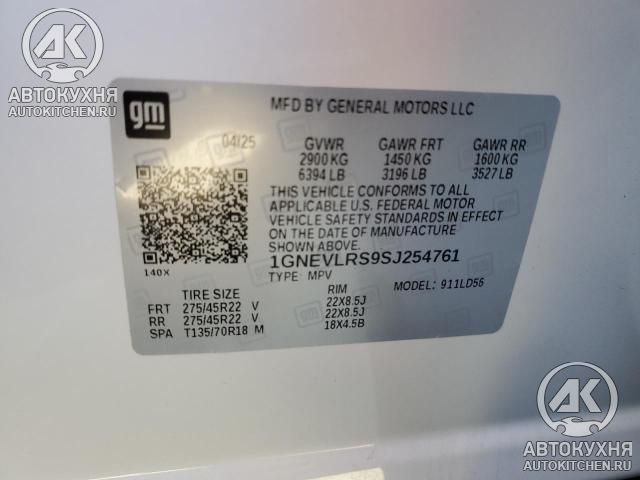 АВТОКУХНЯ
AUTOKITCHEN.RU
gm
MFD BY GENERAL MOTORS LLC
04/25 GVWR GAWR FRT GAWR RR
2900 KG 1450 KG 1600 KG
6394 LB 3196 LB 3527 LB
THIS VEHICLE CONFORMS TO ALL
APPLICABLE U.S. FEDERAL MOTOR
VEHICLE SAFETY STANDARDS IN EFFECT
ON THE DATE OF MANUFACTURE
SHOWN ABOVE.
1GNEVLRS9SJ254761
140X
TYPE: MPV MODEL: 911LD56
TIRE SIZE RIM
FRT 275/45R22 V 22X8.5J
RR 275/45R22 V 22X8.5J
SPA T135/70R18 M 18X4.5B
АВТОКУХНЯ
AUTOKITCHEN.RU